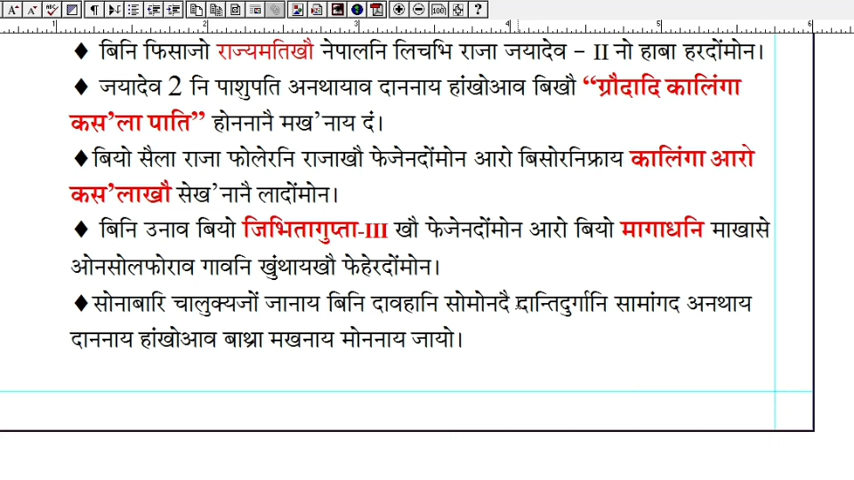 ♦ बिनि फिसाजो राज्यमतिखौ नेपालनि लिचभि राजा जयादेव - II नो हाबा हरदोंमोन।
♦ जयादेव 2 नि पाशुपति अनथायाव दाननाय हांखोआव बिखौ “ग्रौदादि कालिंगा
कस’ला पाति” होननानै मख’नाय दं।
♦बियो सैला राजा फोलेरनि राजाखौ फेजेनदोंमोन आरो बिसोरनिफ्राय कालिंगा आरो
कस’लाखौ सेख’नानै लादोंमोन।
♦ बिनि उनाव बियो जिभितागुप्ता-III खौ फेजेनदोंमोन आरो बियो मागाधनि माखासे
ओनसोलफोराव गावनि खुंथायखौ फेहेरदोंमोन।
♦सोनाबारि चालुक्यजों जानाय बिनि दावहानि सोमोनदै दान्तिदुर्गानि सामांगद अनथाय
दाननाय हांखोआव बाथ्रा मखनाय मोननाय जायो।